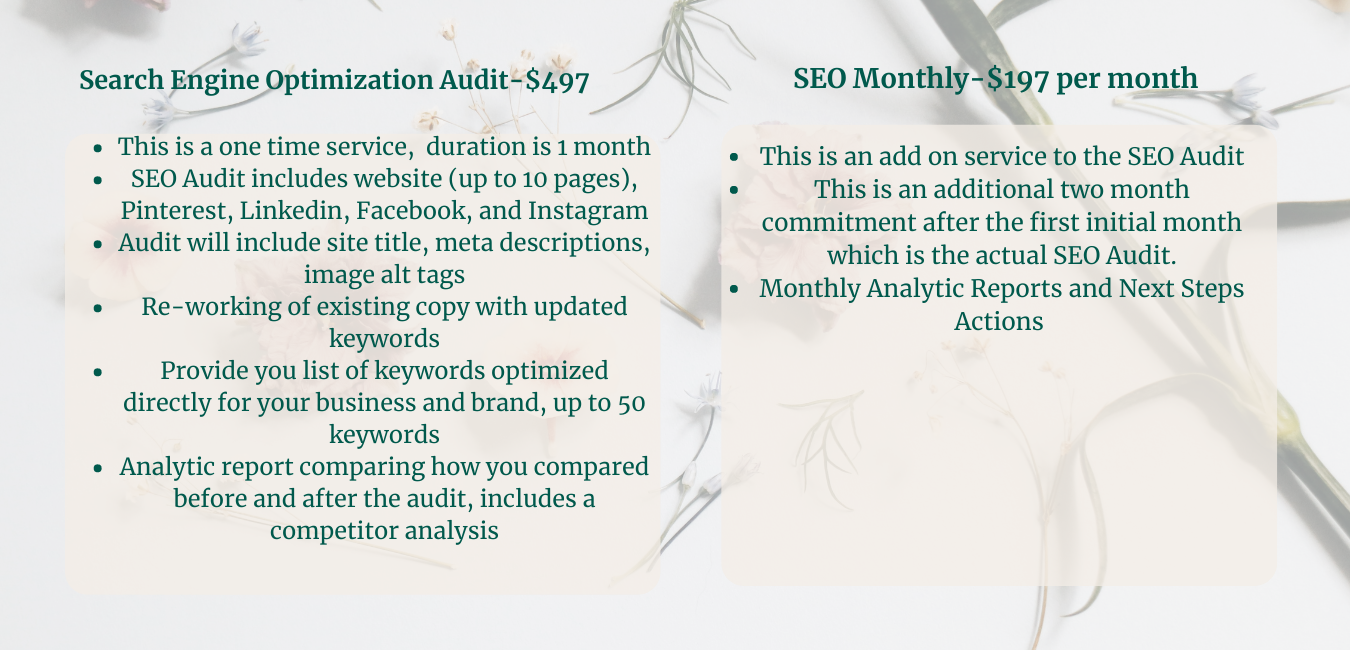 Search Engine Optimization Audit-$497
• This is a one time service,  duration is 1 month
• SEO Audit includes website (up to 10 pages),
Pinterest, Linkedin, Facebook, and Instagram
• Audit will include site title, meta descriptions,
image alt tags
• Re-working of existing copy with updated
keywords
• Provide you list of keywords optimized
directly for your business and brand, up to 50
keywords
• Analytic report comparing how you compared
before and after the audit, includes a
competitor analysis
SEO Monthly-$197 per month
• This is an add on service to the SEO Audit
• This is an additional two month
commitment after the first initial month
which is the actual SEO Audit.
• Monthly Analytic Reports and Next Steps
Actions